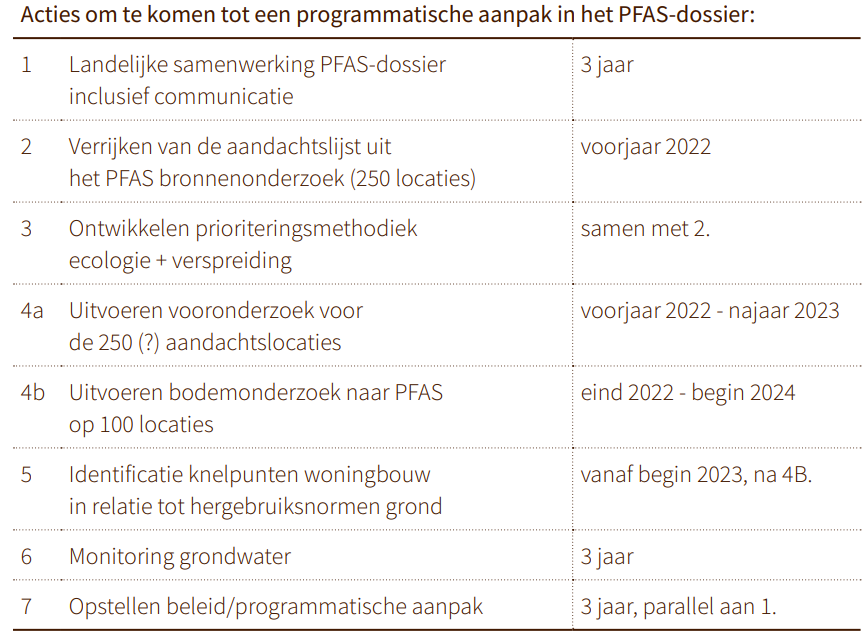 Acties om te komen tot een programmatische aanpak in het PFAS-dossier:
1 Landelijke samenwerking PFAS-dossier 3 jaar
inclusief communicatie
2 Verrijken van de aandachtslijst uit voorjaar 2022
het PFAS bronnenonderzoek (250 locaties)
3 Ontwikkelen prioriteringsmethodiek samen met 2.
ecologie + verspreiding
4a Uitvoeren vooronderzoek voor voorjaar 2022 - najaar 2023
de 250 (?) aandachtslocaties
4b Uitvoeren bodemonderzoek naar PFAS eind 2022 - begin 2024
op 100 locaties
5 Identificatie knelpunten woningbouw vanaf begin 2023, na 4B.
in relatie tot hergebruiksnormen grond
6 Monitoring grondwater 3 jaar
7 Opstellen beleid/programmatische aanpak 3 jaar, parallel aan 1.